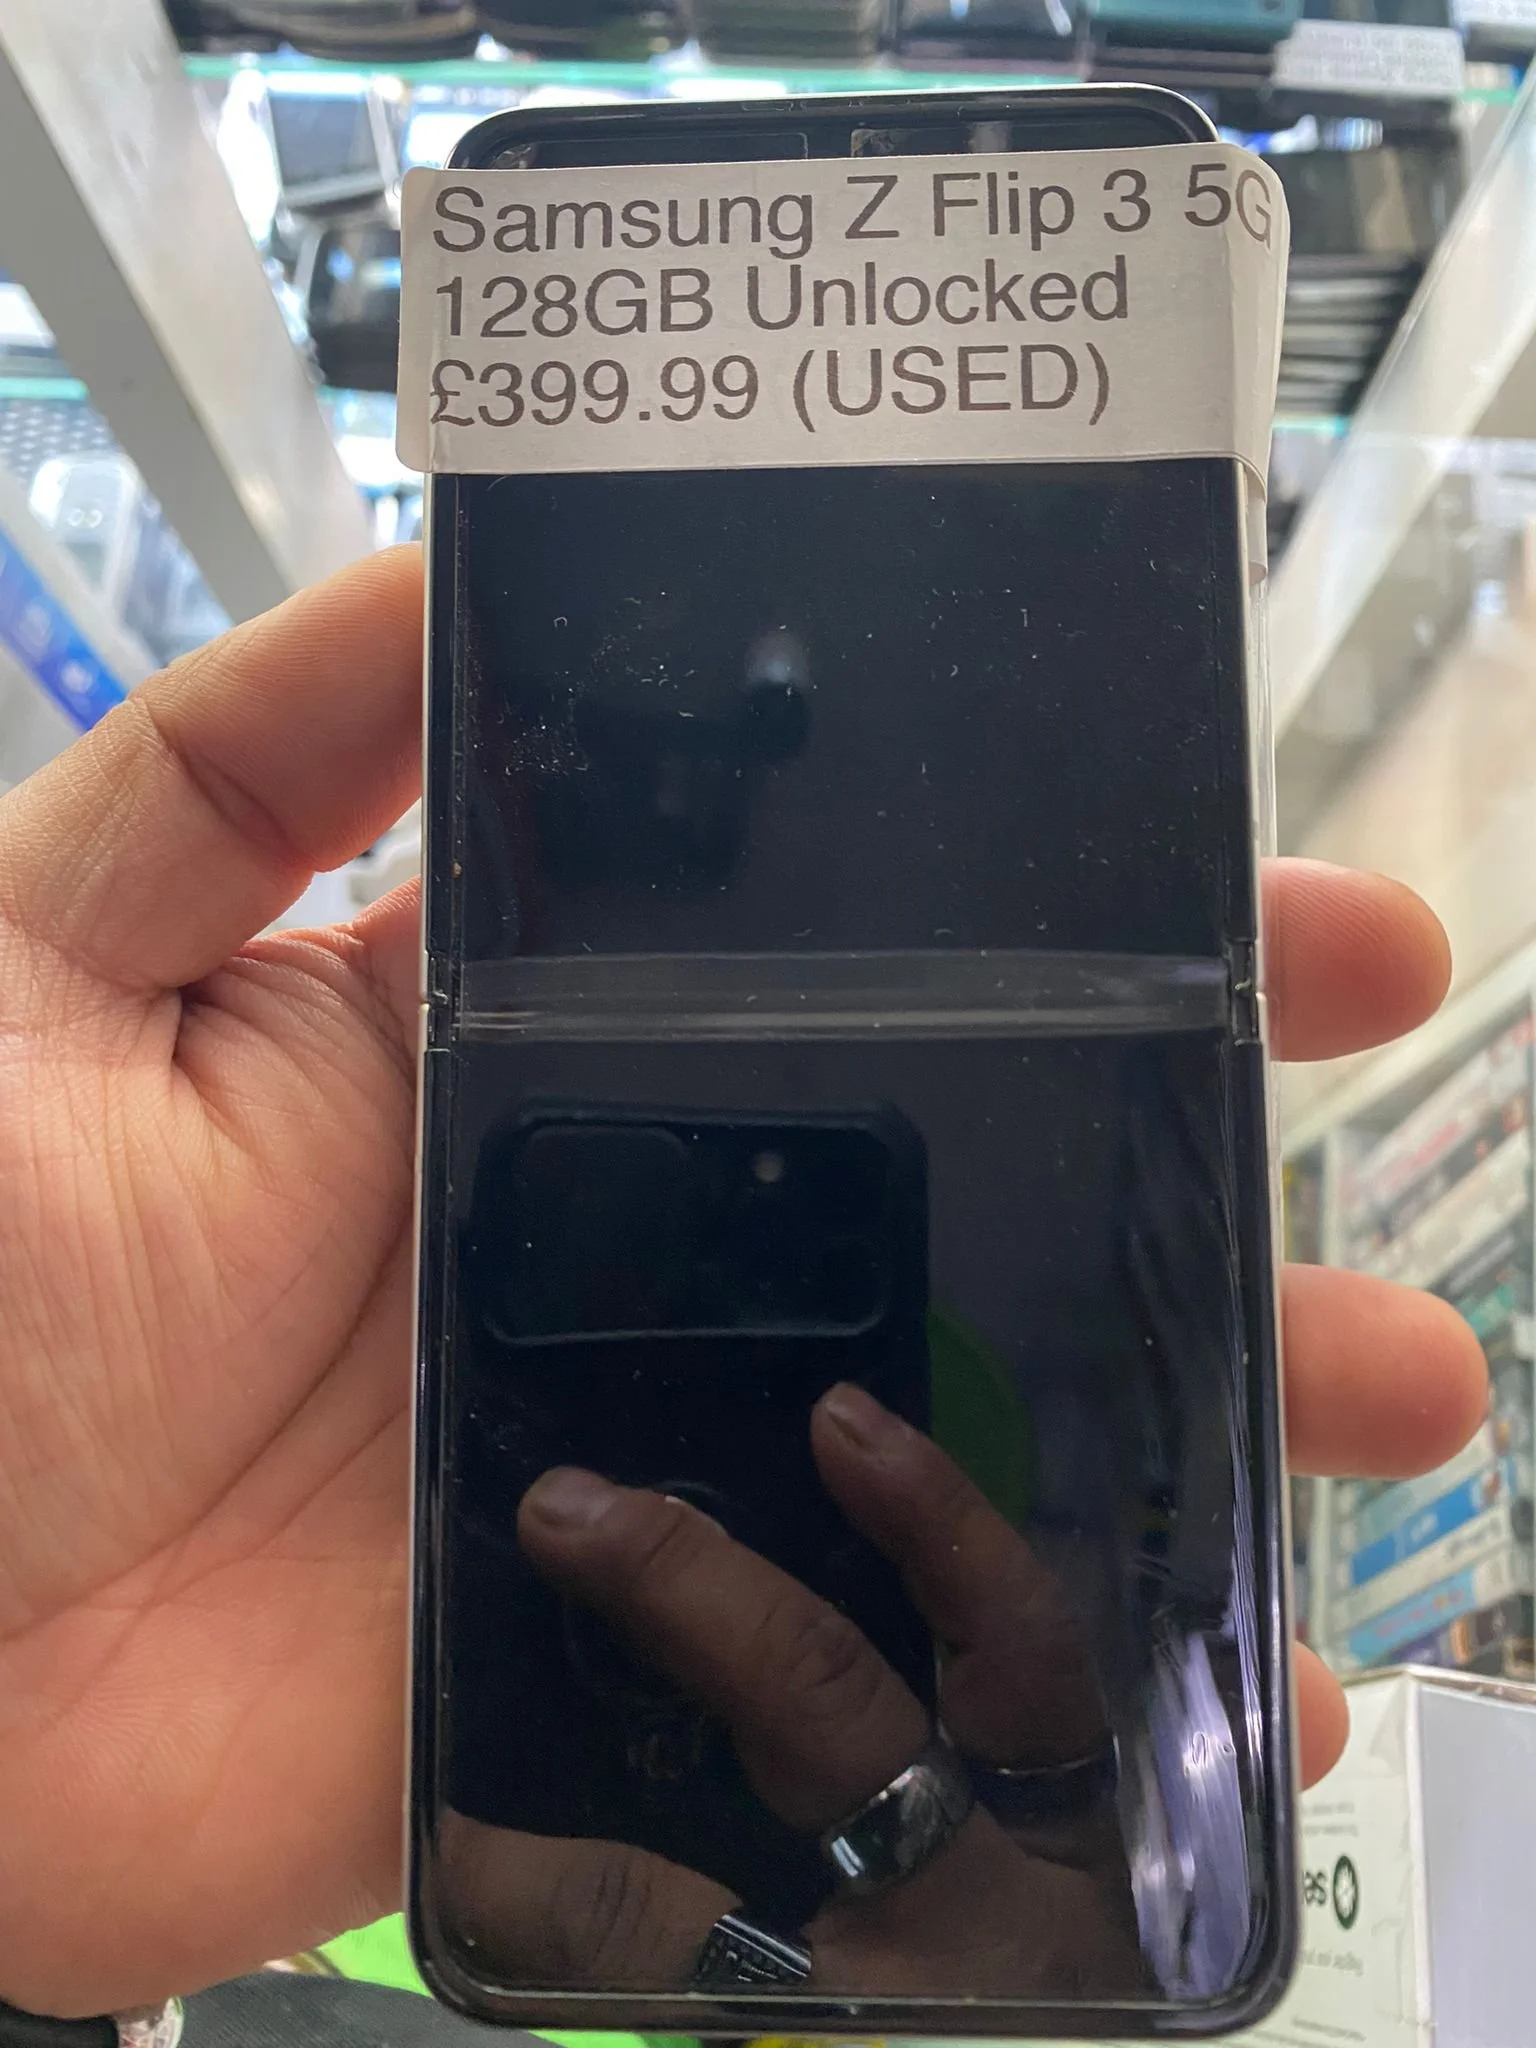 Samsung Z Flip 3 5G
128GB Unlocked
£399.99 (USED)